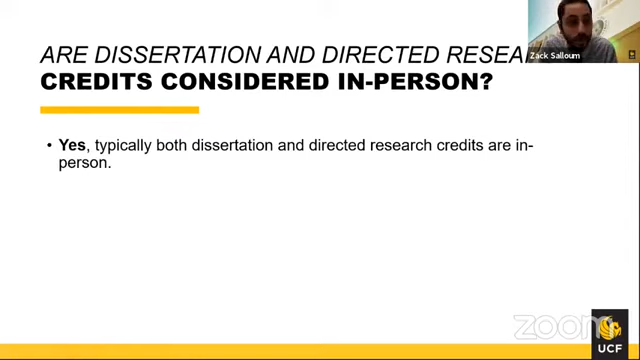 ARE DISSERTATION AND DIRECTED RESEAR
CREDITS CONSIDERED IN-PERSON?
Zack Salloum
• Yes, typically both dissertation and directed research credits are in-
person.
zoom
UCF